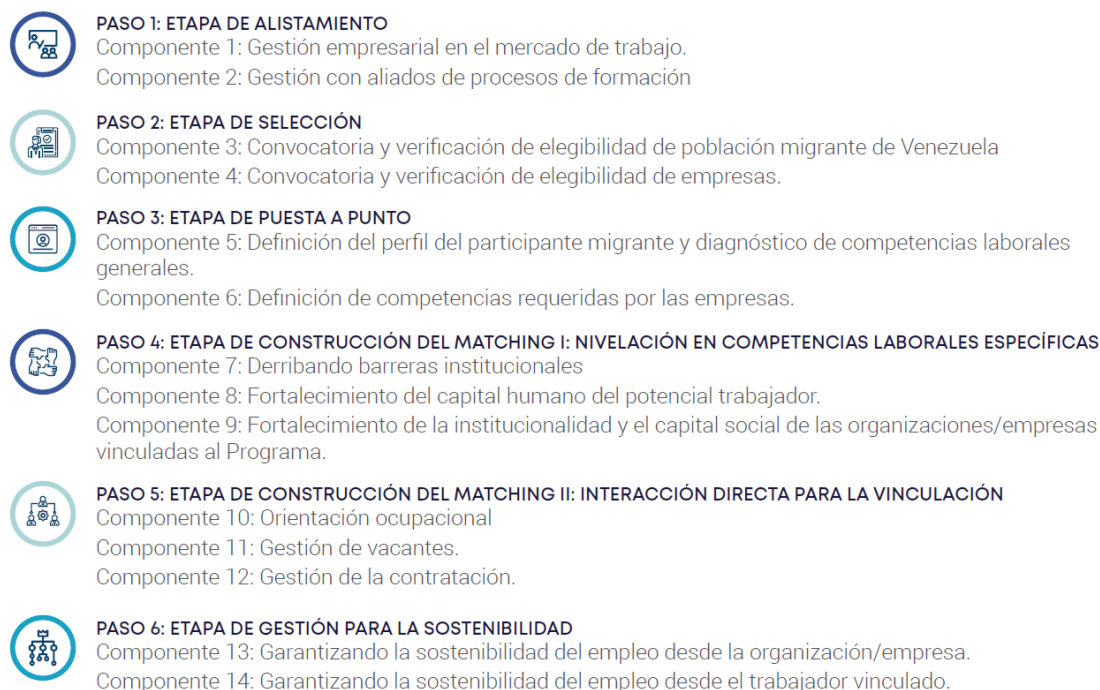 PASO 1: ETAPA DE ALISTAMIENTO
Componente 1: Gestión empresarial en el mercado de trabajo.
Componente 2: Gestión con aliados de procesos de formación
PASO 2: ETAPA DE SELECCIÓN
Componente 3: Convocatoria y verificación de elegibilidad de población migrante de Venezuela
Componente 4: Convocatoria y verificación de elegibilidad de empresas.
PASO 3: ETAPA DE PUESTA A PUNTO
Componente 5: Definición del perfil del participante migrante y diagnóstico de competencias laborales
generales.
Componente 6: Definición de competencias requeridas por las empresas.
PASO 4: ETAPA DE CONSTRUCCIÓN DEL MATCHING I: NIVELACIÓN EN COMPETENCIAS LABORALES ESPECÍFICAS
Componente 7: Derribando barreras institucionales
Componente 8: Fortalecimiento del capital humano del potencial trabajador.
Componente 9: Fortalecimiento de la institucionalidad y el capital social de las organizaciones/empresas
vinculadas al Programa.
PASO 5: ETAPA DE CONSTRUCCIÓN DEL MATCHING II: INTERACCIÓN DIRECTA PARA LA VINCULACIÓN
Componente 10: Orientación ocupacional
Componente 11: Gestión de vacantes.
Componente 12: Gestión de la contratación.
PASO 6: ETAPA DE GESTIÓN PARA LA SOSTENIBILIDAD
Componente 13: Garantizando la sostenibilidad del empleo desde la organización/empresa.
Componente 14: Garantizando la sostenibilidad del empleo desde el trabajador vinculado.